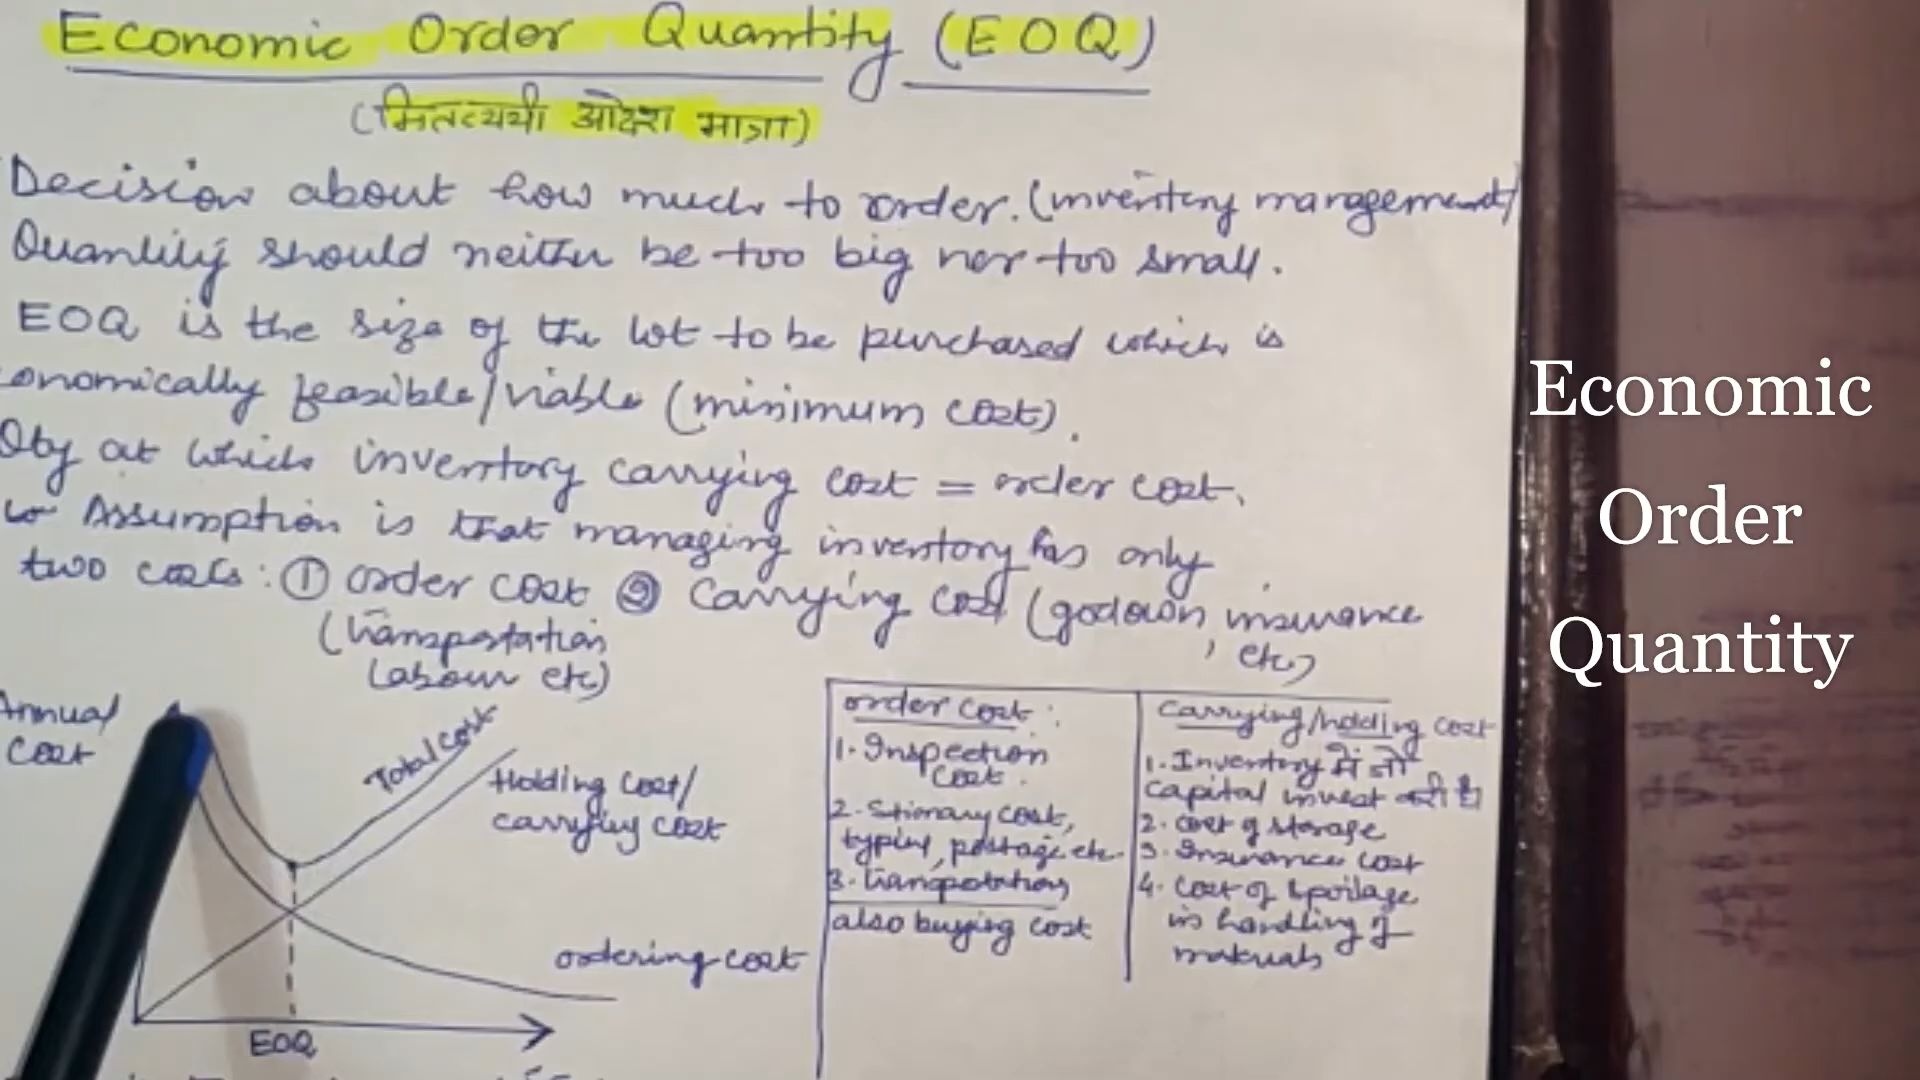 Economic Order Quantity (EOQ)
(मितव्ययी आदेश मात्रा)
Decision about how much to order. (inventory management)
Quantity should neither be too big nor too small.
EOQ is the size of the lot to be purchased which is
conomically feasible/viable (minimum cost).
Qty at which inventory carrying cost = order cost.
Assumption is that managing inventory has only
two costs: ① order cost ② Carrying cost (godown, insurance
etc)
(transportation
Labour etc)
Annual
Cost
Total cost
Holding cost/
carrying cost
ordering cost
EOQ
order cost:
1. Inspection
cost.
2. Stionary cost,
typing, postage etc.
3. transportation
also buying cost
Carrying/holding cost
1. Inventory में जो
capital invest करी है।
2. cost of storage
3. Insurance cost
4. cost of spoilage
in handling of
materials
Economic
Order
Quantity